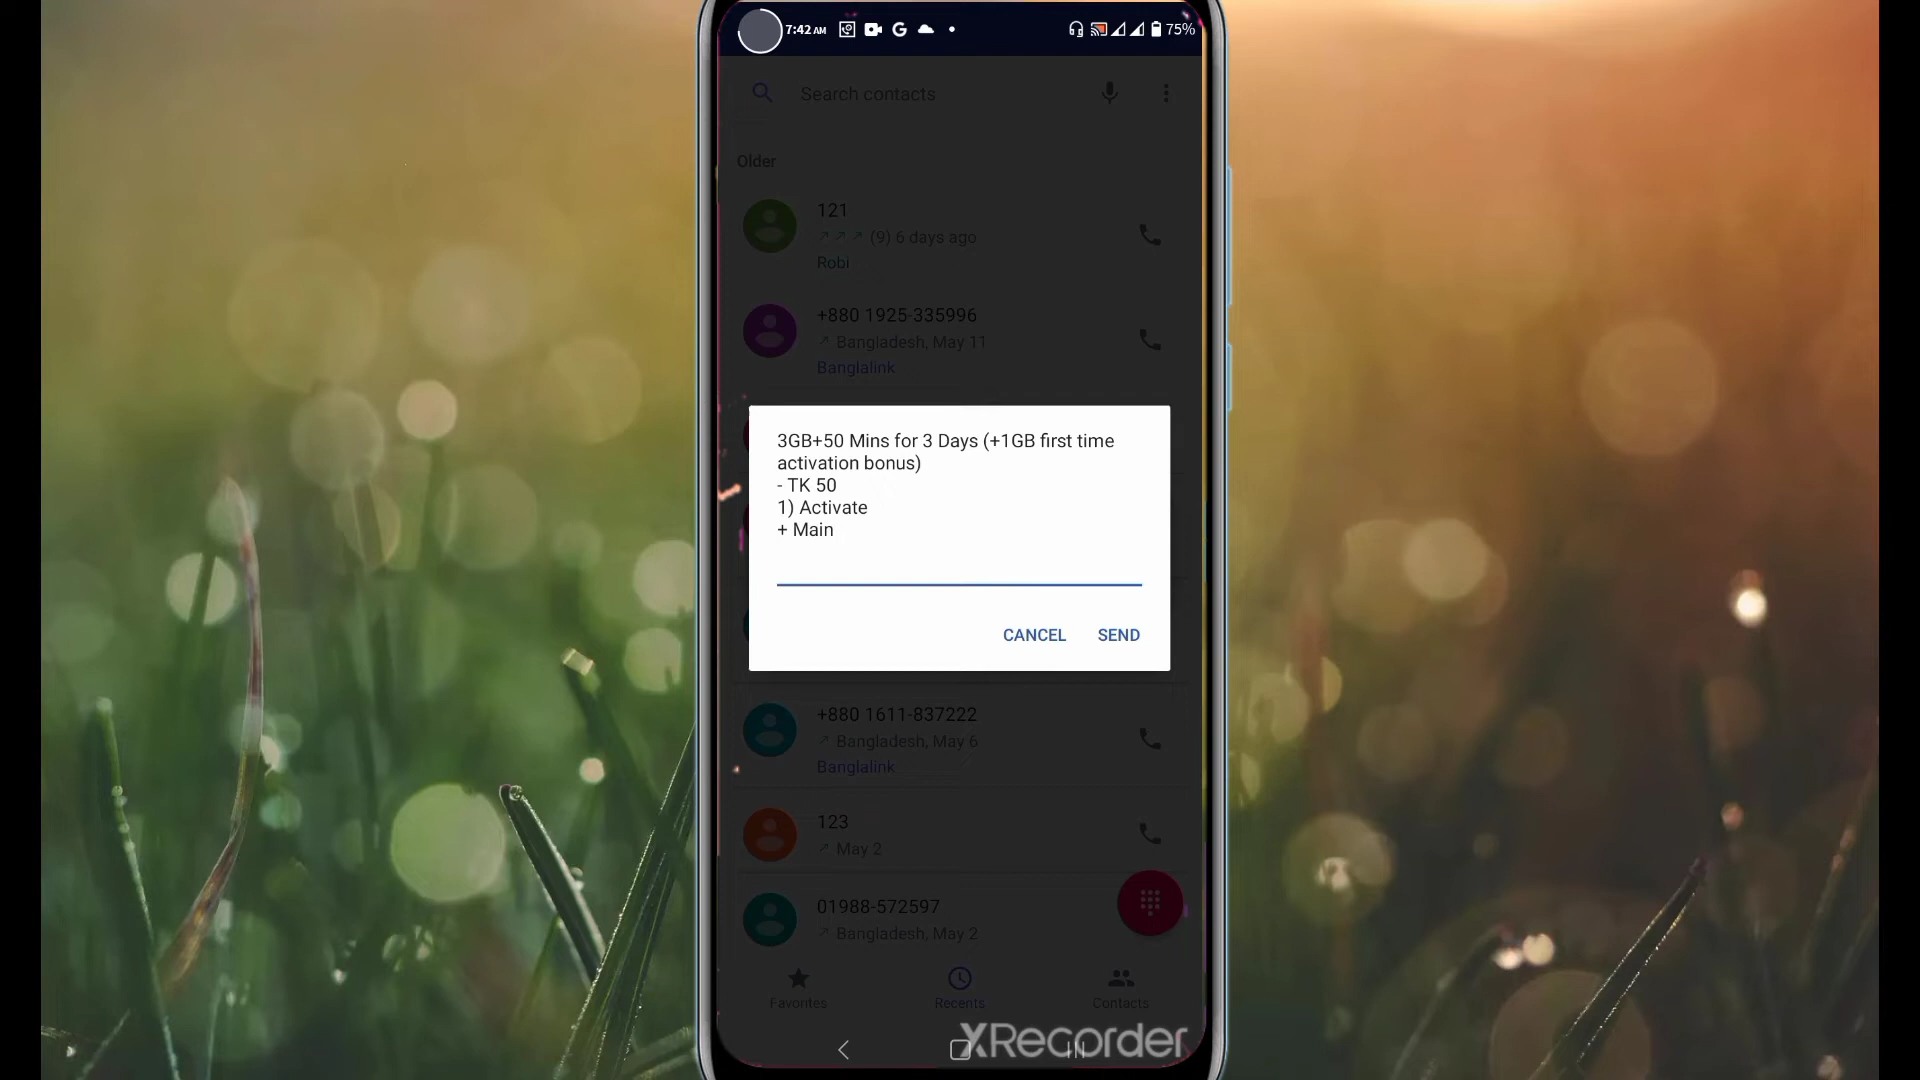 7:42 AM
75%
Search contacts
Older
121
(9) 6 days ago
Robi
+880 1925-335996
Bangladesh, May 11
Banglalink
3GB+50 Mins for 3 Days (+1GB first time
activation bonus)
- TK 50
1) Activate
+ Main
CANCEL SEND
+880 1611-837222
Bangladesh, May 6
Banglalink
123
May 2
01988-572597
Bangladesh, May 2
Favorites Recents Contacts
XRecorder